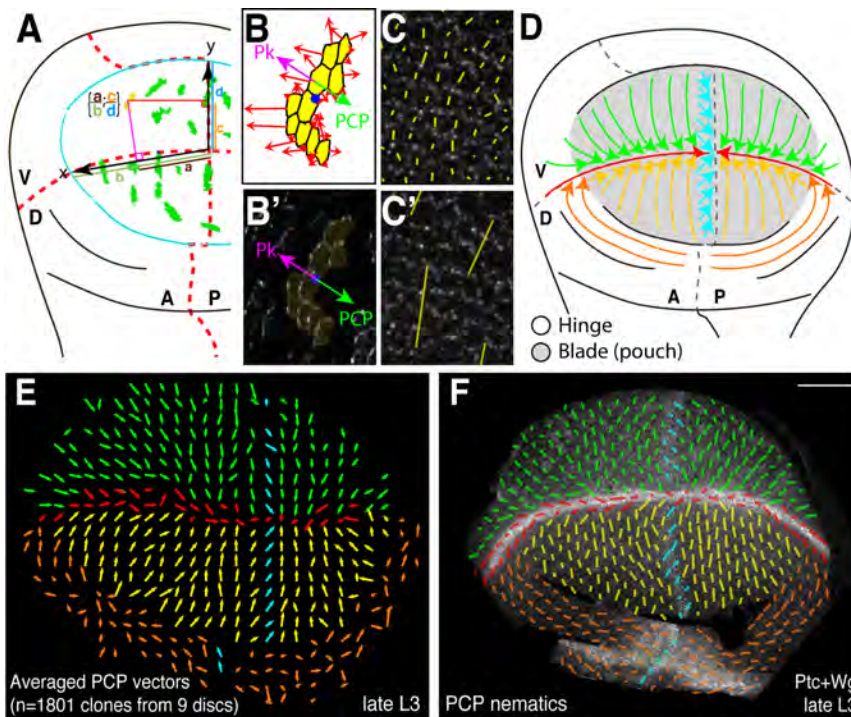 A
y
d
[a·c]
[b'd]
c
x
b
a
V
D
A P
B
Pk
PCP
B'
Pk
PCP
C
C'
D
V
D
A P
Hinge
Blade (pouch)
E
Averaged PCP vectors
(n=1801 clones from 9 discs)
late L3
F
PCP nematics
Ptc+Wg
late L3